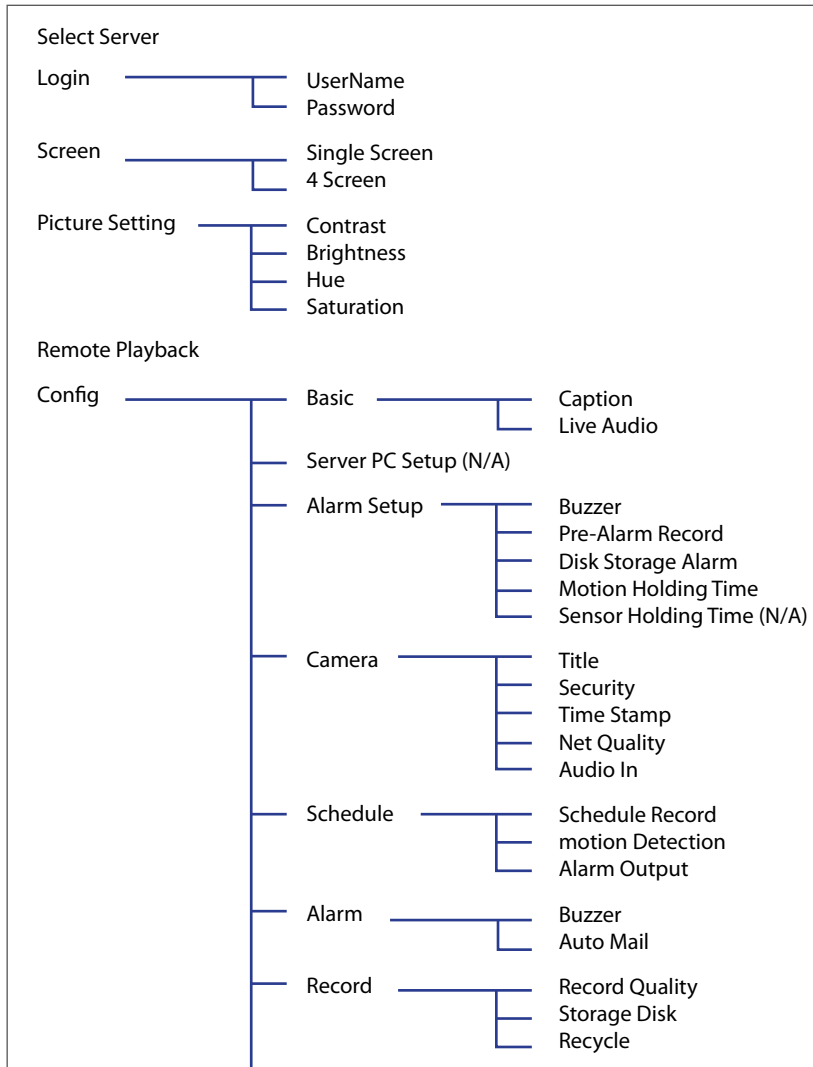 Select Server
Login UserName
Password
Screen Single Screen
4 Screen
Picture Setting Contrast
Brightness
Hue
Saturation
Remote Playback
Config Basic Caption
Live Audio
Server PC Setup (N/A)
Alarm Setup Buzzer
Pre-Alarm Record
Disk Storage Alarm
Motion Holding Time
Sensor Holding Time (N/A)
Camera Title
Security
Time Stamp
Net Quality
Audio In
Schedule Schedule Record
motion Detection
Alarm Output
Alarm Buzzer
Auto Mail
Record Record Quality
Storage Disk
Recycle